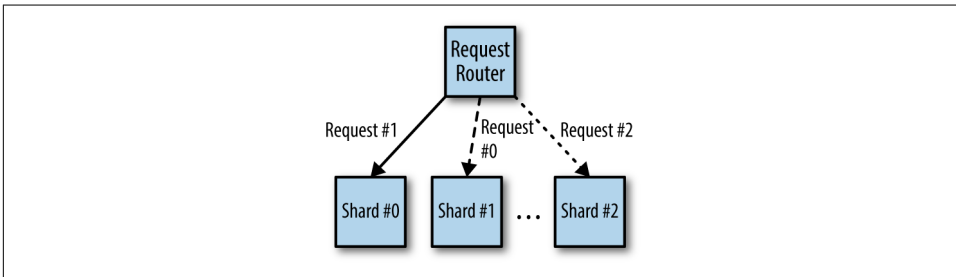 Request
Router
Request #1
Request
#0
Request #2
Shard #0
Shard #1
...
Shard #2